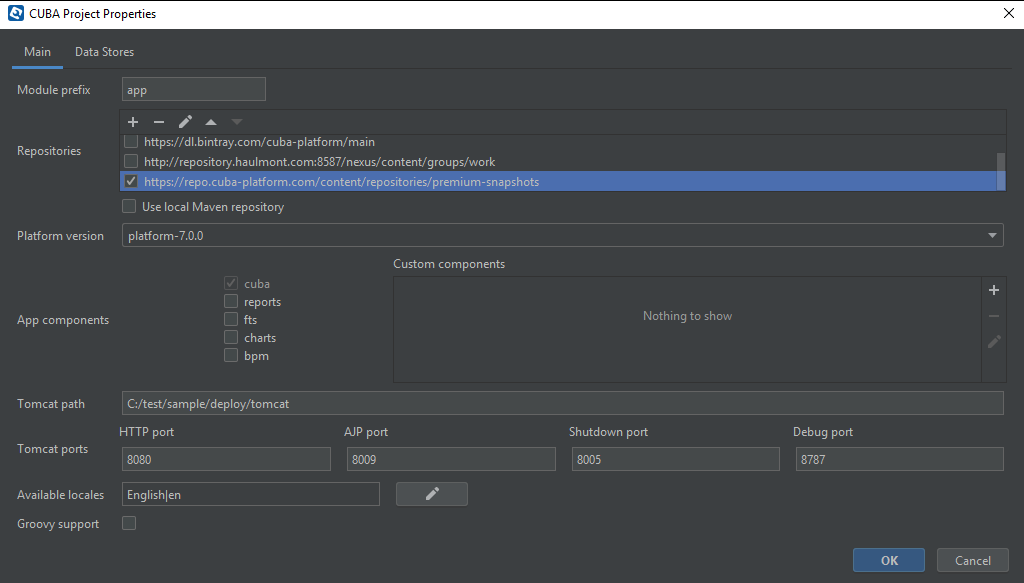 CUBA Project Properties
Main
Data Stores
Module prefix
app
Repositories
https://dl.bintray.com/cuba-platform/main
http://repository.haulmont.com:8587/nexus/content/groups/work
https://repo.cuba-platform.com/content/repositories/premium-snapshots
Use local Maven repository
Platform version
platform-7.0.0
App components
cuba
reports
fts
charts
bpm
Custom components
Nothing to show
Tomcat path
C:/test/sample/deploy/tomcat
Tomcat ports
HTTP port
AJP port
Shutdown port
Debug port
8080
8009
8005
8787
Available locales
English|en
Groovy support
OK
Cancel